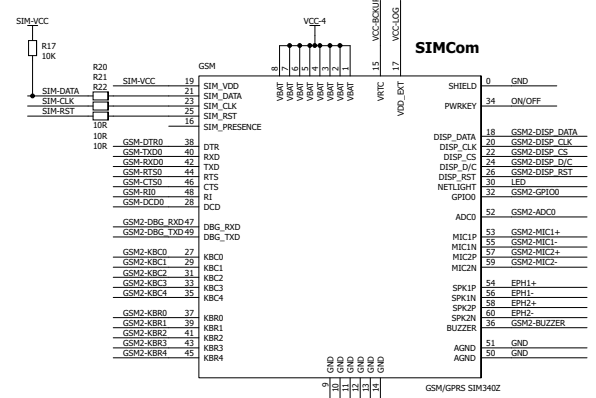 SIM-VCC
R17
10K
VCC-4
VCC-BCKUP
VCC-LOG
SIMCom
GSM
R20
R21
R22
SIM-DATA
SIM-CLK
SIM-RST
10R
10R
10R
8 7 6 5 4 3 2 1
VBAT VBAT VBAT VBAT VBAT VBAT VBAT VBAT
15 VRTC
17 VDD_EXT
SIM-VCC 19 SIM_VDD
21 SIM_DATA
23 SIM_CLK
25 SIM_RST
16 SIM_PRESENCE
GSM-DTR0 38 DTR
GSM-TXD0 40 RXD
GSM-RXD0 42 TXD
GSM-RTS0 44 RTS
GSM-CTS0 46 CTS
GSM-RI0 48 RI
GSM-DCD0 28 DCD
GSM2-DBG_RXD 47 DBG_RXD
GSM2-DBG_TXD 49 DBG_TXD
GSM2-KBC0 27 KBC0
GSM2-KBC1 29 KBC1
GSM2-KBC2 31 KBC2
GSM2-KBC3 33 KBC3
GSM2-KBC4 35 KBC4
GSM2-KBR0 37 KBR0
GSM2-KBR1 39 KBR1
GSM2-KBR2 41 KBR2
GSM2-KBR3 43 KBR3
GSM2-KBR4 45 KBR4
SHIELD 0 GND
PWRKEY 34 ON/OFF
DISP_DATA 18 GSM2-DISP_DATA
DISP_CLK 20 GSM2-DISP_CLK
DISP_CS 22 GSM2-DISP_CS
DISP_D/C 24 GSM2-DISP_D/C
DISP_RST 26 GSM2-DISP_RST
NETLIGHT 30 LED
GPIO0 32 GSM2-GPIO0
ADC0 52 GSM2-ADC0
MIC1P 53 GSM2-MIC1+
MIC1N 55 GSM2-MIC1-
MIC2P 57 GSM2-MIC2+
MIC2N 59 GSM2-MIC2-
SPK1P 54 EPH1+
SPK1N 56 EPH1-
SPK2P 58 EPH2+
SPK2N 60 EPH2-
BUZZER 36 GSM2-BUZZER
AGND 51 GND
AGND 50 GND
GND GND GND GND GND GND
9 10 11 12 13 14
GSM/GPRS SIM340Z